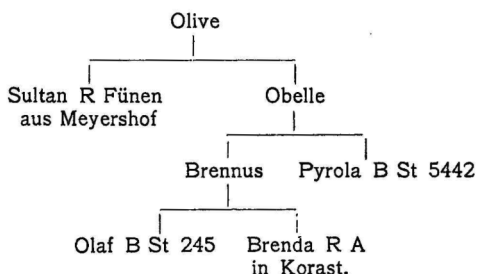 Olive
Sultan R Fünen
aus Meyershof
Obelle
Brennus
Pyrola B St 5442
Olaf B St 245
Brenda R A
in Korast.